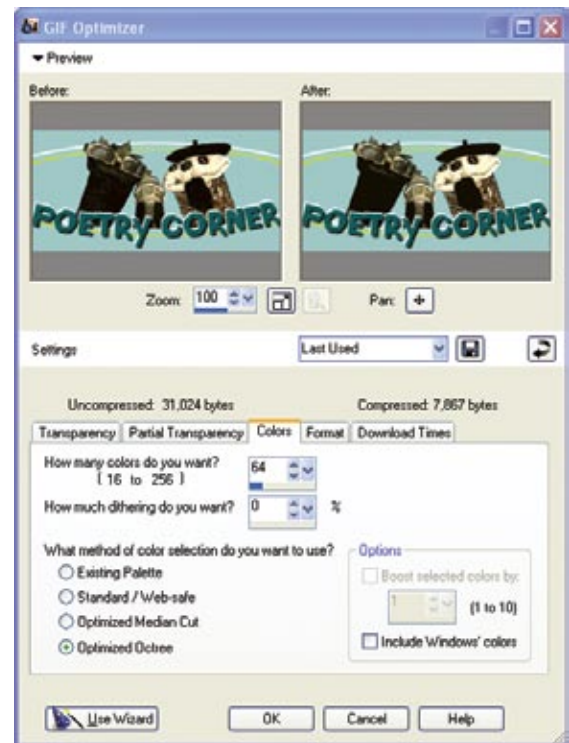 GIF Optimizer
Preview
Before:
After:
POETRY CORNER
POETRY CORNER
Zoom: 100
Pan:
Settings
Last Used
Uncompressed: 31,024 bytes
Compressed: 7,867 bytes
Transparency
Partial Transparency
Colors
Format
Download Times
How many colors do you want?
( 16 to 256 )
64
How much dithering do you want?
0
%
What method of color selection do you want to use?
Existing Palette
Standard / Web-safe
Optimized Median Cut
Optimized Octree
Options
Boost selected colors by:
1
(1 to 10)
Include Windows' colors
Use Wizard
OK
Cancel
Help